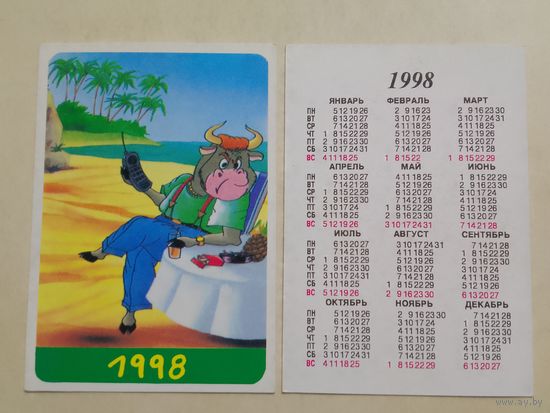 1998
1998
ЯНВАРЬ ФЕВРАЛЬ МАРТ
ПН 5 12 19 26 2 9 16 23 2 9 16 23 30
ВТ 6 13 20 27 3 10 17 24 3 10 17 24 31
СР 7 14 21 28 4 11 18 25 4 11 18 25
ЧТ 1 8 15 22 29 5 12 19 26 5 12 19 26
ПТ 2 9 16 23 30 6 13 20 27 6 13 20 27
СБ 3 10 17 24 31 7 14 21 28 7 14 21 28
ВС 4 11 18 25 1 8 15 22 1 8 15 22 29
АПРЕЛЬ МАЙ ИЮНЬ
ПН 6 13 20 27 4 11 18 25 1 8 15 22 29
ВТ 7 14 21 28 5 12 19 26 2 9 16 23 30
СР 1 8 15 22 29 6 13 20 27 3 10 17 24
ЧТ 2 9 16 23 30 7 14 21 28 4 11 18 25
ПТ 3 10 17 24 1 8 15 22 29 5 12 19 26
СБ 4 11 18 25 2 9 16 23 30 6 13 20 27
ВС 5 12 19 26 3 10 17 24 31 7 14 21 28
ИЮЛЬ АВГУСТ СЕНТЯБРЬ
ПН 6 13 20 27 3 10 17 24 31 7 14 21 28
ВТ 7 14 21 28 4 11 18 25 1 8 15 22 29
СР 1 8 15 22 29 5 12 19 26 2 9 16 23 30
ЧТ 2 9 16 23 30 6 13 20 27 3 10 17 24
ПТ 3 10 17 24 31 7 14 21 28 4 11 18 25
СБ 4 11 18 25 1 8 15 22 29 5 12 19 26
ВС 5 12 19 26 2 9 16 23 30 6 13 20 27
ОКТЯБРЬ НОЯБРЬ ДЕКАБРЬ
ПН 5 12 19 26 2 9 16 23 30 7 14 21 28
ВТ 6 13 20 27 3 10 17 24 1 8 15 22 29
СР 7 14 21 28 4 11 18 25 2 9 16 23 30
ЧТ 1 8 15 22 29 5 12 19 26 3 10 17 24 31
ПТ 2 9 16 23 30 6 13 20 27 4 11 18 25
СБ 3 10 17 24 31 7 14 21 28 5 12 19 26
ВС 4 11 18 25 1 8 15 22 29 6 13 20 27
www.ay.by